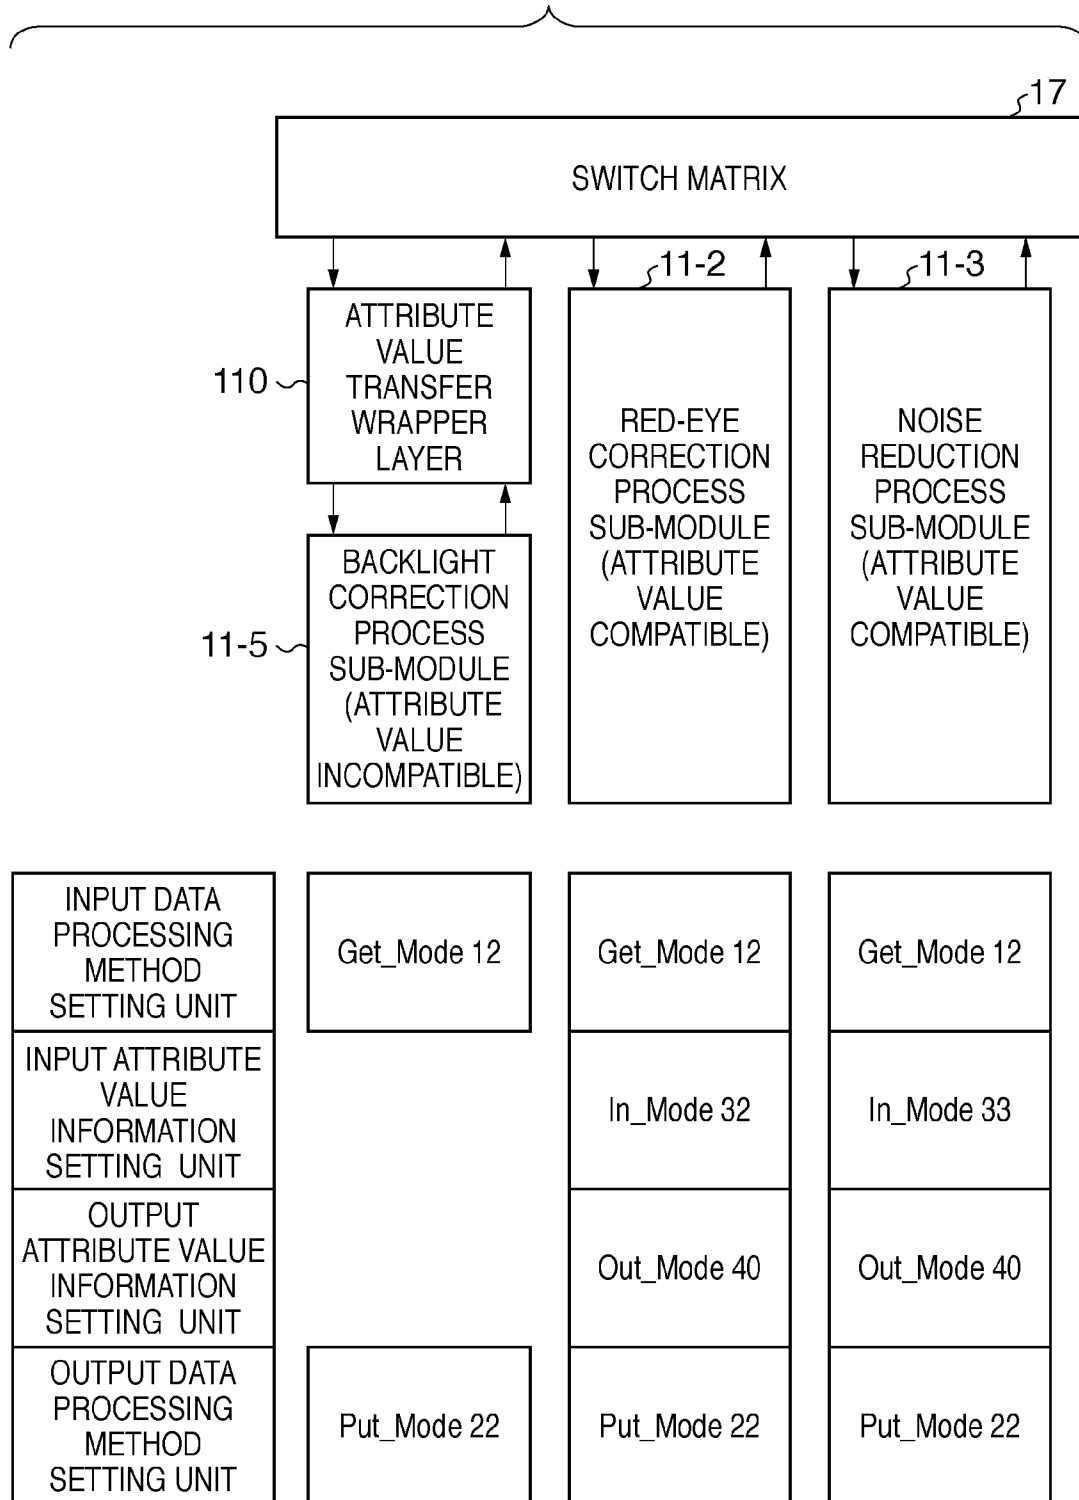 17
SWITCH MATRIX
11-2
11-3
110
ATTRIBUTE
VALUE
TRANSFER
WRAPPER
LAYER
11-5
BACKLIGHT
CORRECTION
PROCESS
SUB-MODULE
(ATTRIBUTE
VALUE
INCOMPATIBLE)
RED-EYE
CORRECTION
PROCESS
SUB-MODULE
(ATTRIBUTE
VALUE
COMPATIBLE)
NOISE
REDUCTION
PROCESS
SUB-MODULE
(ATTRIBUTE
VALUE
COMPATIBLE)
INPUT DATA
PROCESSING
METHOD
SETTING UNIT
Get_Mode 12
Get_Mode 12
Get_Mode 12
INPUT ATTRIBUTE
VALUE
INFORMATION
SETTING UNIT
In_Mode 32
In_Mode 33
OUTPUT
ATTRIBUTE VALUE
INFORMATION
SETTING UNIT
Out_Mode 40
Out_Mode 40
OUTPUT DATA
PROCESSING
METHOD
SETTING UNIT
Put_Mode 22
Put_Mode 22
Put_Mode 22